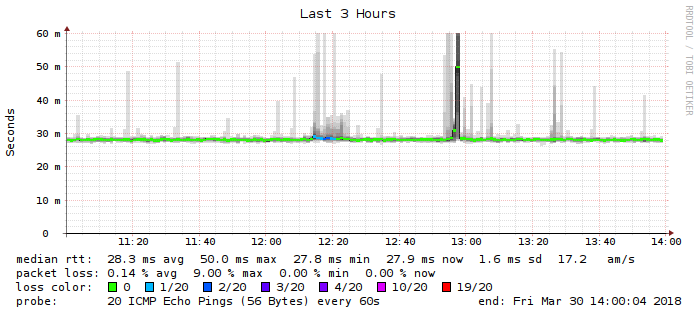 Last 3 Hours
RRDTOOL / TOBI OETIKER
Seconds
60 m
50 m
40 m
30 m
20 m
10 m
0
11:20 11:40 12:00 12:20 12:40 13:00 13:20 13:40 14:00
median rtt: 28.3 ms avg 50.0 ms max 27.8 ms min 27.9 ms now 1.6 ms sd 17.2 am/s
packet loss: 0.14 % avg 9.00 % max 0.00 % min 0.00 % now
loss color: 0 1/20 2/20 3/20 4/20 10/20 19/20
probe: 20 ICMP Echo Pings (56 Bytes) every 60s end: Fri Mar 30 14:00:04 2018